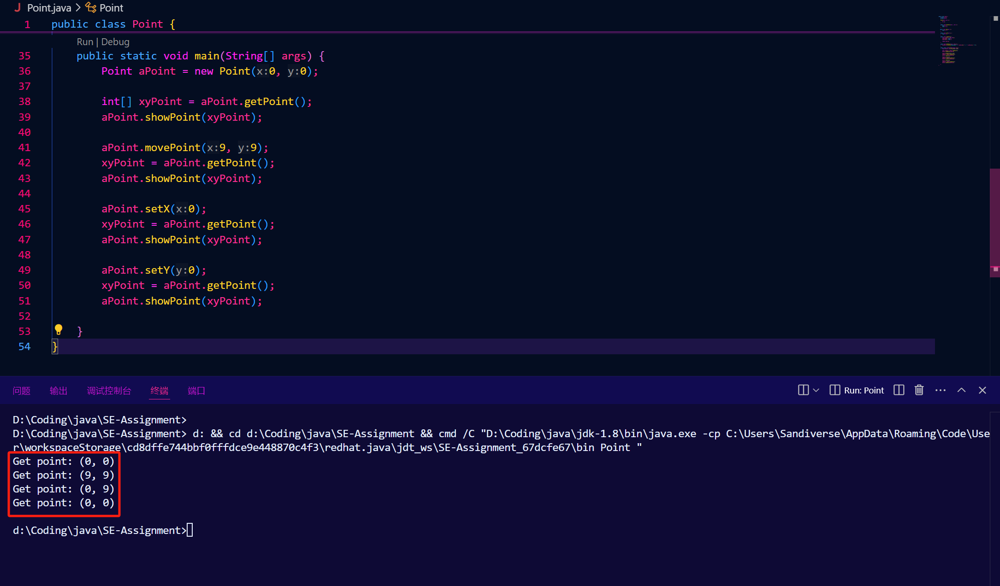 Point.java > Point
1 public class Point {
Run | Debug
35 public static void main(String[] args) {
36 Point aPoint = new Point(x:0, y:0);
37
38 int[] xyPoint = aPoint.getPoint();
39 aPoint.showPoint(xyPoint);
40
41 aPoint.movePoint(x:9, y:9);
42 xyPoint = aPoint.getPoint();
43 aPoint.showPoint(xyPoint);
44
45 aPoint.setX(x:0);
46 xyPoint = aPoint.getPoint();
47 aPoint.showPoint(xyPoint);
48
49 aPoint.setY(y:0);
50 xyPoint = aPoint.getPoint();
51 aPoint.showPoint(xyPoint);
52
53 }
54 }
问题 输出 调试控制台 终端 端口 Run: Point
D:\Coding\java\SE-Assignment>
D:\Coding\java\SE-Assignment> d: && cd d:\Coding\java\SE-Assignment && cmd /C "D:\Coding\java\jdk-1.8\bin\java.exe -cp C:\Users\Sandiverse\AppData\Roaming\Code\Use
r\workspaceStorage\cd8dffe744bbf0fffdce9e448870c4f3\redhat.java\jdt_ws\SE-Assignment_67dcfe67\bin Point "
Get point: (0, 0)
Get point: (9, 9)
Get point: (0, 9)
Get point: (0, 0)
d:\Coding\java\SE-Assignment>